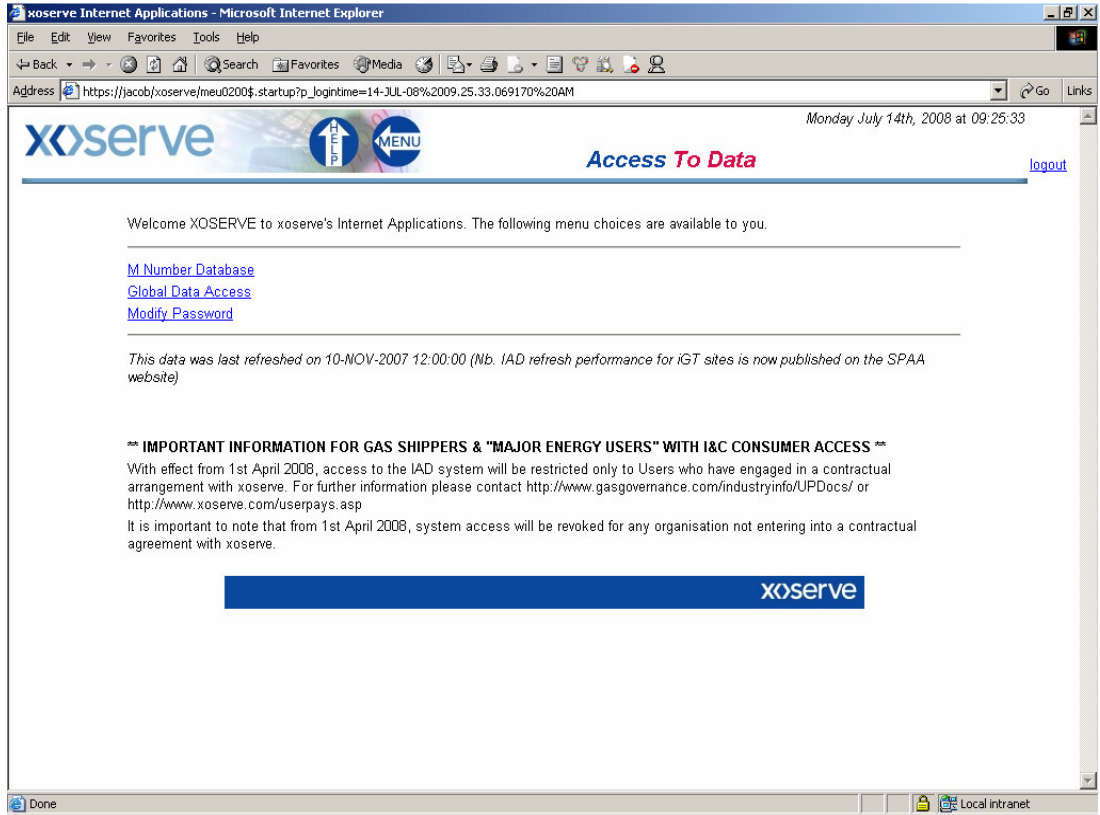 xoserve Internet Applications - Microsoft Internet Explorer
File Edit View Favorites Tools Help
Back Search Favorites Media
Address https://jacob/xoserve/meu0200$.startup?p_logintime=14-JUL-08%2009.25.33.069170%20AM Go Links
Monday July 14th, 2008 at 09:25:33
xoserve HELP MENU
Access To Data
logout
Welcome XOSERVE to xoserve's Internet Applications. The following menu choices are available to you.
M Number Database
Global Data Access
Modify Password
This data was last refreshed on 10-NOV-2007 12:00:00 (Nb. IAD refresh performance for iGT sites is now published on the SPAA
website)
** IMPORTANT INFORMATION FOR GAS SHIPPERS & "MAJOR ENERGY USERS" WITH I&C CONSUMER ACCESS **
With effect from 1st April 2008, access to the IAD system will be restricted only to Users who have engaged in a contractual
arrangement with xoserve. For further information please contact http://www.gasgovernance.com/industryinfo/UPDocs/ or
http://www.xoserve.com/userpays.asp
It is important to note that from 1st April 2008, system access will be revoked for any organisation not entering into a contractual
agreement with xoserve.
xoserve
Done Local intranet